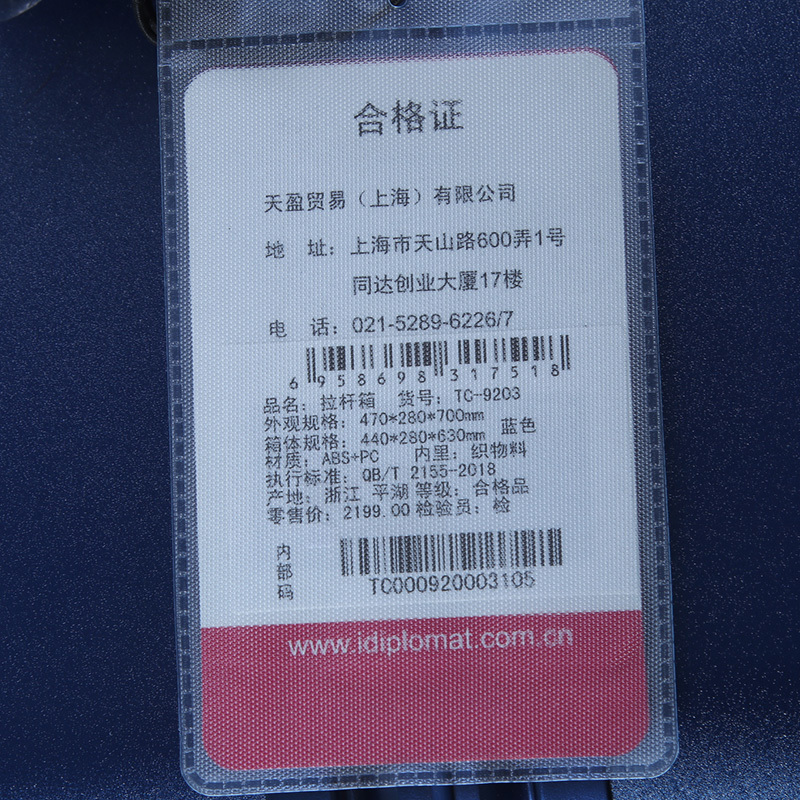 合格证
天盈贸易（上海）有限公司
地 址：上海市天山路600弄1号
同达创业大厦17楼
电 话：021-5289-6226/7
6 958698 317518
品名：拉杆箱 货号：TC-9203
外观规格：470*280*700mm
箱体规格：440*280*630mm 蓝色
材质：ABS+PC 内里：织物料
执行标准：QB/T 2155-2018
产地：浙江 平湖 等级：合格品
零售价：2199.00 检验员：检
内部码
TC000920003105
www.idiplomat.com.cn